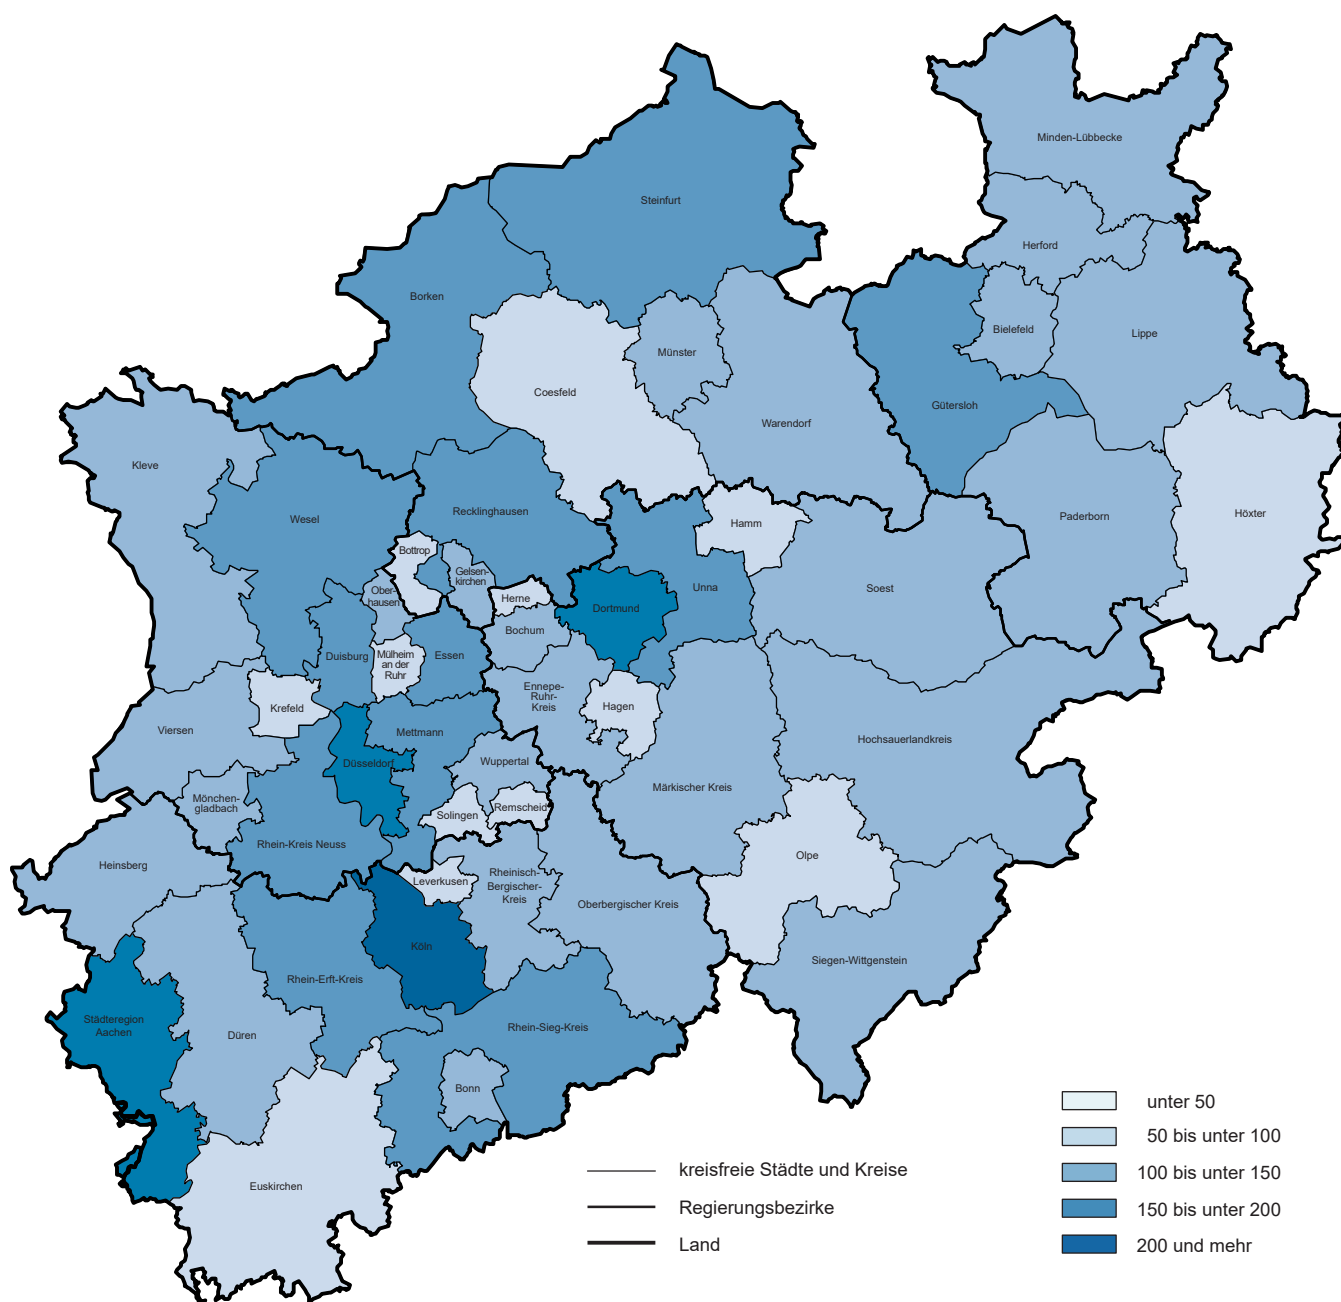 Minden-Lübbecke
Steinfurt
Herford
Borken
Bielefeld
Lippe
Münster
Coesfeld
Gütersloh
Warendorf
Kleve
Recklinghausen
Wesel
Höxter
Paderborn
Hamm
Bottrop
Gelsen-
kirchen
Ober-
hausen
Unna
Soest
Herne
Dortmund
Bochum
Duisburg
Mülheim
an der
Ruhr
Essen
Ennepe-
Ruhr-
Kreis
Krefeld
Hagen
Viersen
Mettmann
Hochsauerlandkreis
Düsseldorf
Wuppertal
Märkischer Kreis
Mönchen-
gladbach
Solingen
Remscheid
Rhein-Kreis Neuss
Olpe
Heinsberg
Leverkusen
Rheinisch-
Bergischer-
Kreis
Oberbergischer Kreis
Köln
Siegen-Wittgenstein
Rhein-Erft-Kreis
Städteregion
Aachen
Düren
Rhein-Sieg-Kreis
Bonn
Euskirchen
kreisfreie Städte und Kreise
Regierungsbezirke
Land
unter 50
50 bis unter 100
100 bis unter 150
150 bis unter 200
200 und mehr